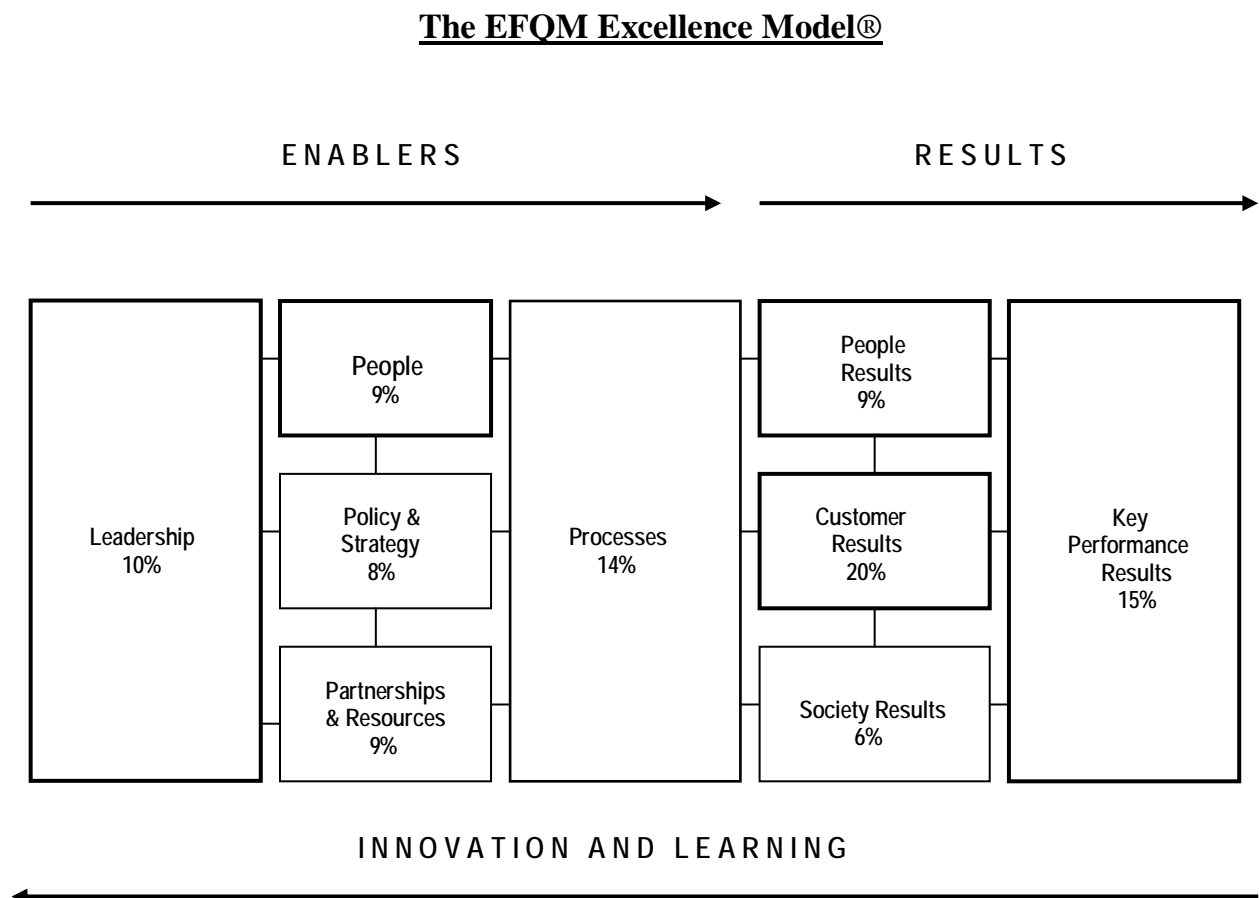 The EFQM Excellence Model®
ENABLERS
RESULTS
Leadership
10%
People
9%
Policy &
Strategy
8%
Partnerships
& Resources
9%
Processes
14%
People
Results
9%
Customer
Results
20%
Society Results
6%
Key
Performance
Results
15%
INNOVATION AND LEARNING